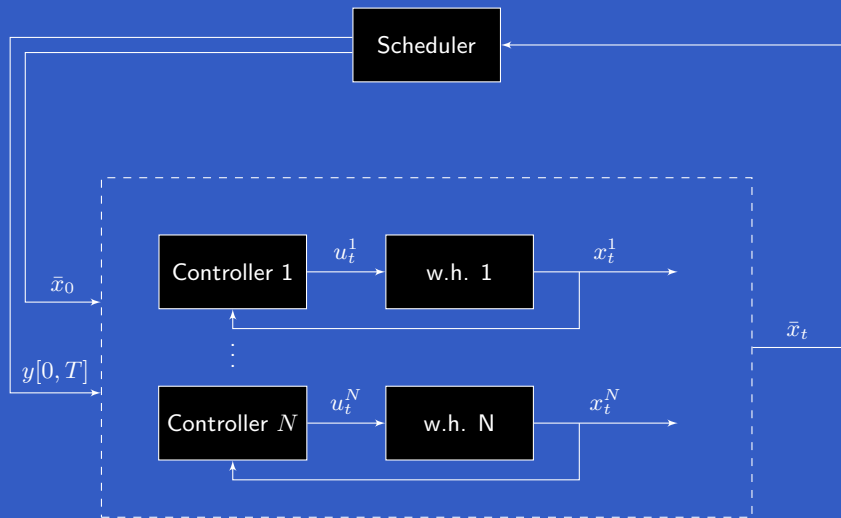 Scheduler
Controller 1
u_t^1
w.h. 1
x_t^1
x̄_0
⋮
x̄_t
y[0, T]
Controller N
u_t^N
w.h. N
x_t^N